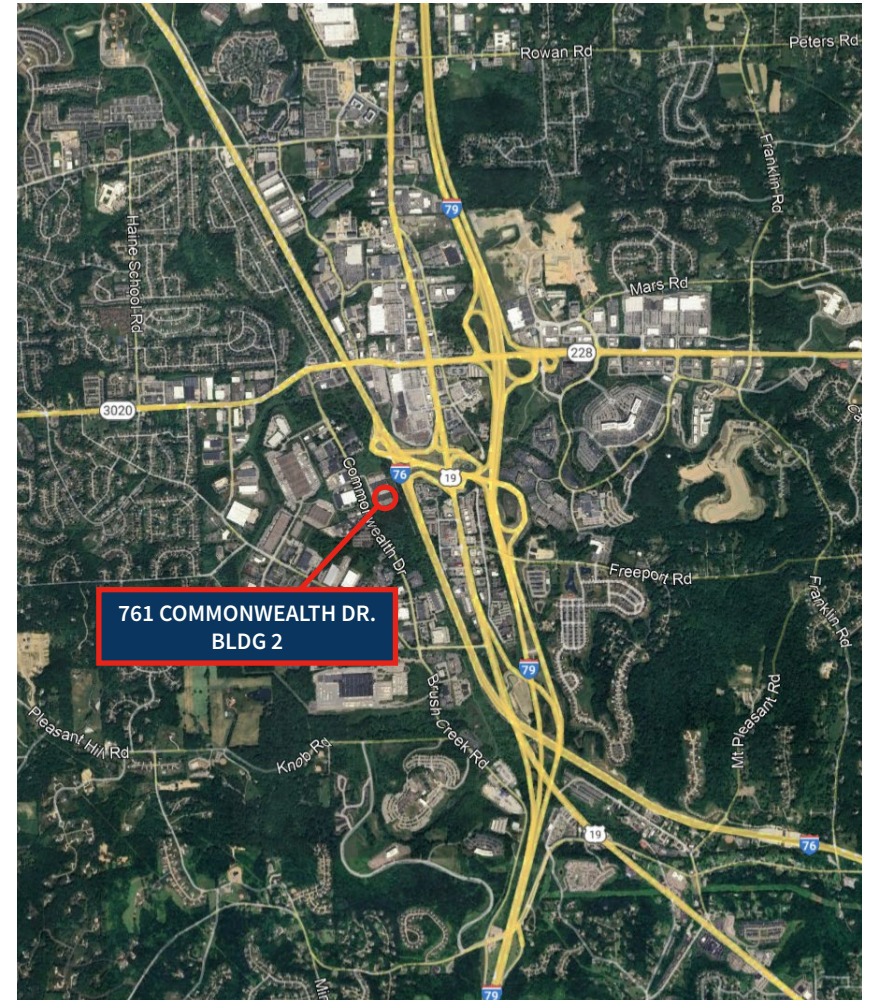 Rowan Rd
Peters Rd
Franklin Rd
79
Haine School Rd
Mars Rd
228
3020
76
19
Commonwealth Dr
Freeport Rd
761 COMMONWEALTH DR.
BLDG 2
Franklin Rd
79
Brush Creek Rd
Mt Pleasant Rd
Pleasant Hill Rd
Knob Rd
19
76
79